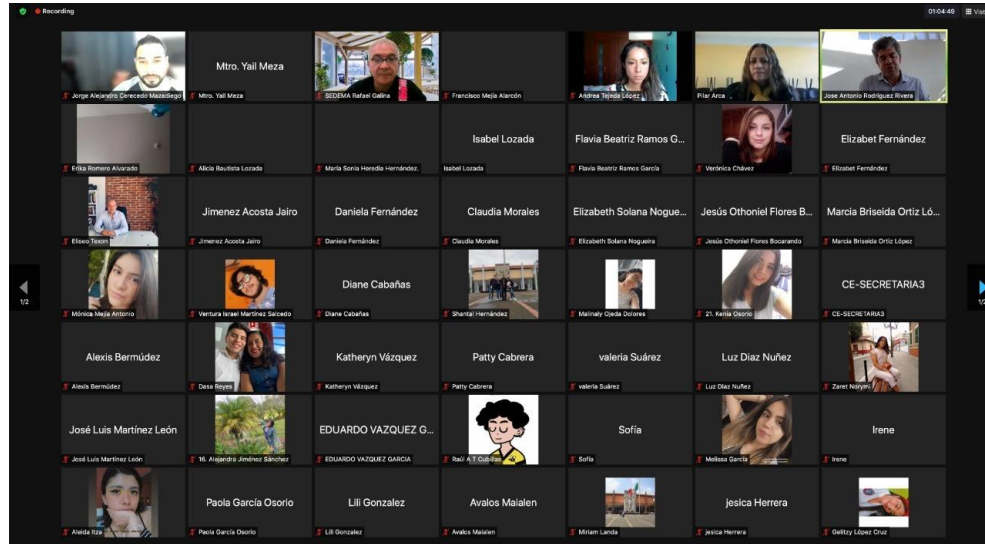 Recording
01:04:49
Jorge Alejandro Carecedo Mazadiego
Mtro. Yail Meza
Mtro. Yail Meza
SEDEMA Rafael Galina
Francisco Mejía Alarcón
Andrea Tejeda López
Pilar Arca
Jose Antonio Rodriguez Rivera
Erika Romero Alvarado
Alicia Bautista Lozada
María Sonia Heredia Hernández.
Isabel Lozada
Isabel Lozada
Flavia Beatriz Ramos G...
Flavia Beatriz Ramos García
Verónica Chávez
Elizabet Fernández
Elizabet Fernández
Eliseo Texon
Jimenez Acosta Jairo
Jimenez Acosta Jairo
Daniela Fernández
Daniela Fernández
Claudia Morales
Claudia Morales
Elizabeth Solana Nogue...
Elizabeth Solana Nogueira
Jesús Othoniel Flores B...
Jesús Othoniel Flores Bocarando
Marcia Briseida Ortiz Ló...
Marcia Briseida Ortiz López
1/2
Mónica Mejía Antonio
Ventura Israel Martínez Salcedo
Diane Cabañas
Diane Cabañas
Shantal Hernández
Malinaly Ojeda Dolores
21. Kenia Osorio
CE-SECRETARIA3
CE-SECRETARIA3
Alexis Bermúdez
Alexis Bermúdez
Dasa Reyes
Katheryn Vázquez
Katheryn Vázquez
Patty Cabrera
Patty Cabrera
valeria Suárez
valeria Suárez
Luz Diaz Nuñez
Luz Diaz Nuñez
Zaret Norymi
José Luis Martínez León
José Luis Martínez León
16. Alejandra Jiménez Sánchez
EDUARDO VAZQUEZ G...
EDUARDO VAZQUEZ GARCIA
Raúl A T Cubillas
Sofía
Sofía
Melissa García
Irene
Irene
Aleida Itza
Paola García Osorio
Paola García Osorio
Lili Gonzalez
Lili Gonzalez
Avalos Maialen
Avalos Maialen
Miriam Landa
jesica Herrera
jesica Herrera
Gelitzy López Cruz